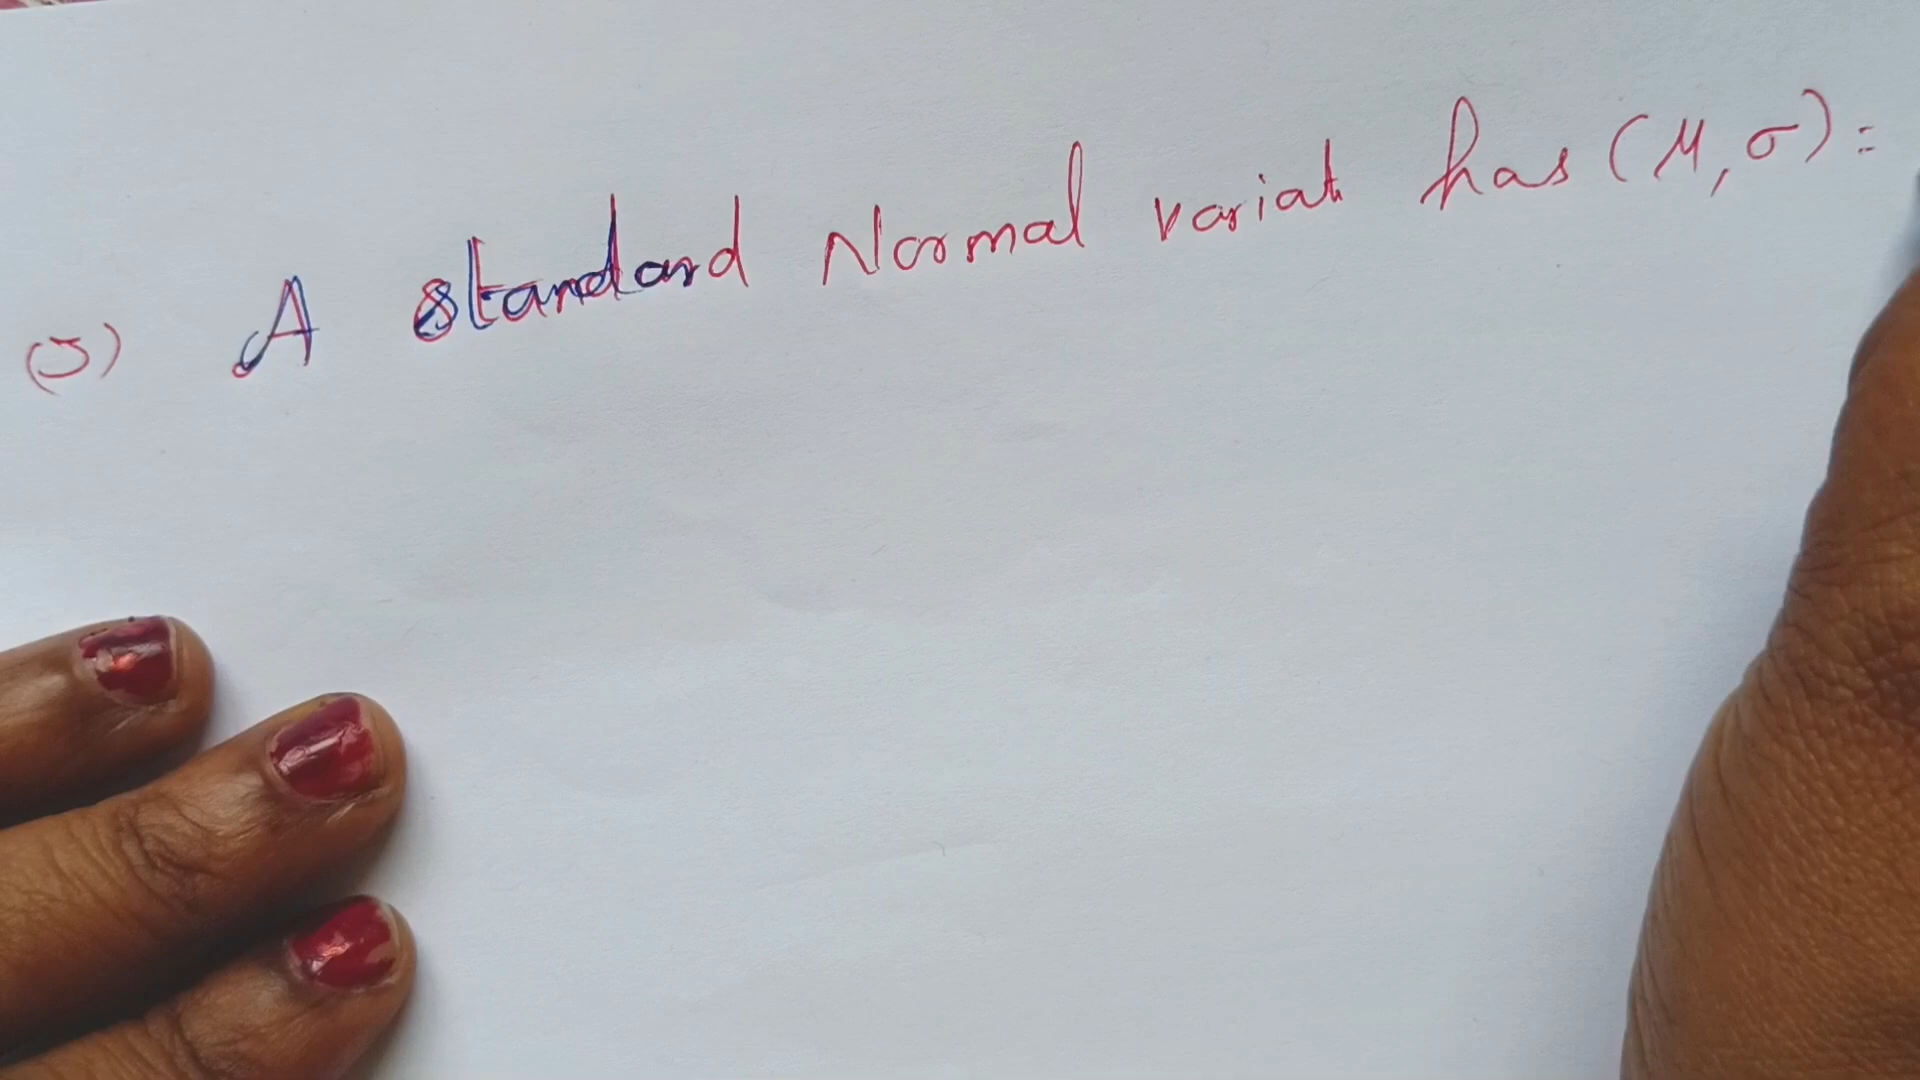 (5) A standard Normal variat has (μ, σ) =